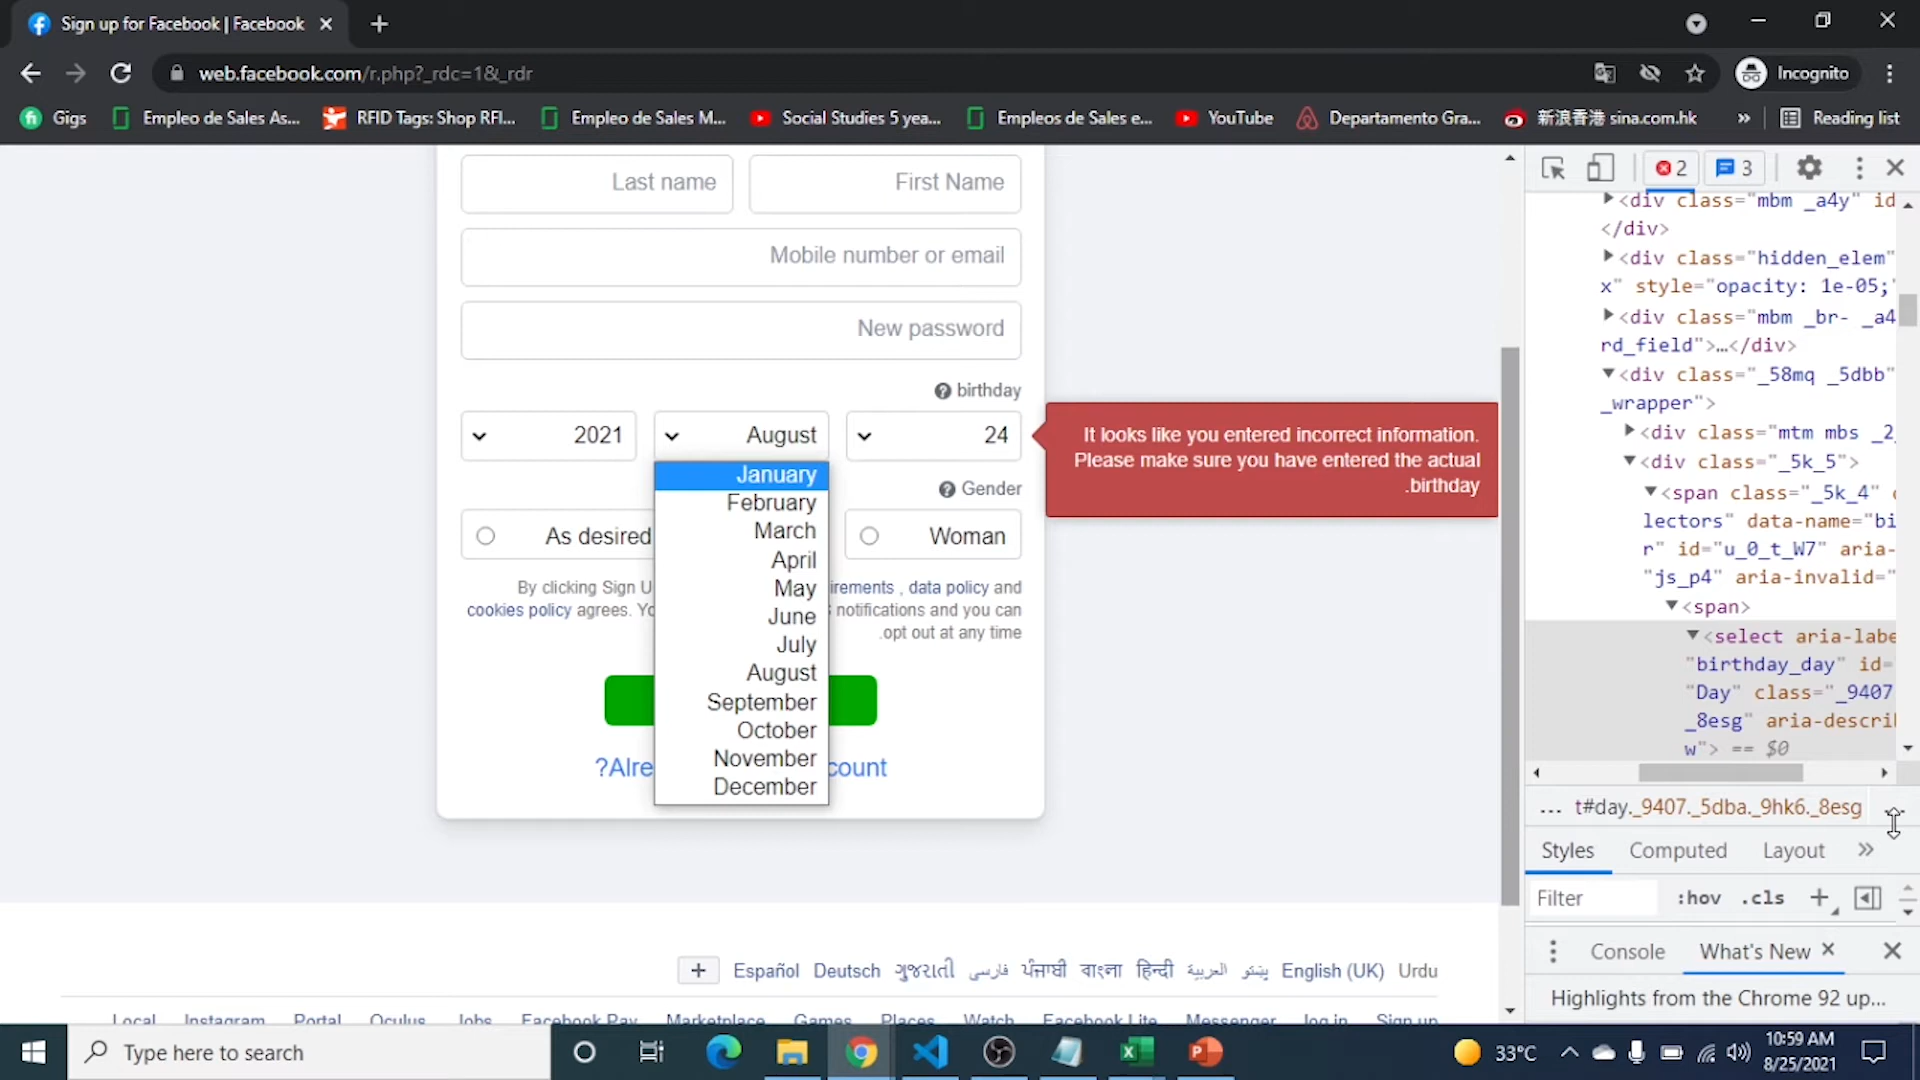 Sign up for Facebook | Facebook
web.facebook.com/r.php?_rdc=1&_rdr
Incognito
Gigs
Empleo de Sales As...
RFID Tags: Shop RFI...
Empleo de Sales M...
Social Studies 5 yea...
Empleos de Sales e...
YouTube
Departamento Gra...
新浪香港 sina.com.hk
»
Reading list
Last name
First Name
Mobile number or email
New password
birthday
2021
August
24
It looks like you entered incorrect information.
Please make sure you have entered the actual
.birthday
January
February
March
April
May
June
July
August
September
October
November
December
Gender
As desired
Woman
By clicking Sign U
irements , data policy and
cookies policy agrees. Yo
notifications and you can
.opt out at any time
?Alre
count
Español Deutsch ગુજરાતી فارسی ਪੰਜਾਬੀ বাংলা हिन्दी العربية پښتو English (UK) Urdu
Local Instagram Portal Oculus Jobs Facebook Pay Marketplace Games Places Watch Facebook Lite Messenger log in Sign up
2
3
<div class="mbm _a4y" id
</div>
<div class="hidden_elem"
x" style="opacity: 1e-05;"
<div class="mbm _br- _a4
rd_field">…</div>
<div class="_58mq _5dbb"
_wrapper">
<div class="mtm mbs _2
<div class="_5k_5">
<span class="_5k_4"
lectors" data-name="bi
r" id="u_0_t_W7" aria-
"js_p4" aria-invalid="
<span>
<select aria-labe
"birthday_day" id=
"Day" class="_9407
_8esg" aria-descri
w"> == $0
... t#day._9407._5dba._9hk6._8esg
Styles
Computed
Layout
»
Filter
:hov
.cls
Console
What's New
Highlights from the Chrome 92 up...
Type here to search
33°C
10:59 AM
8/25/2021